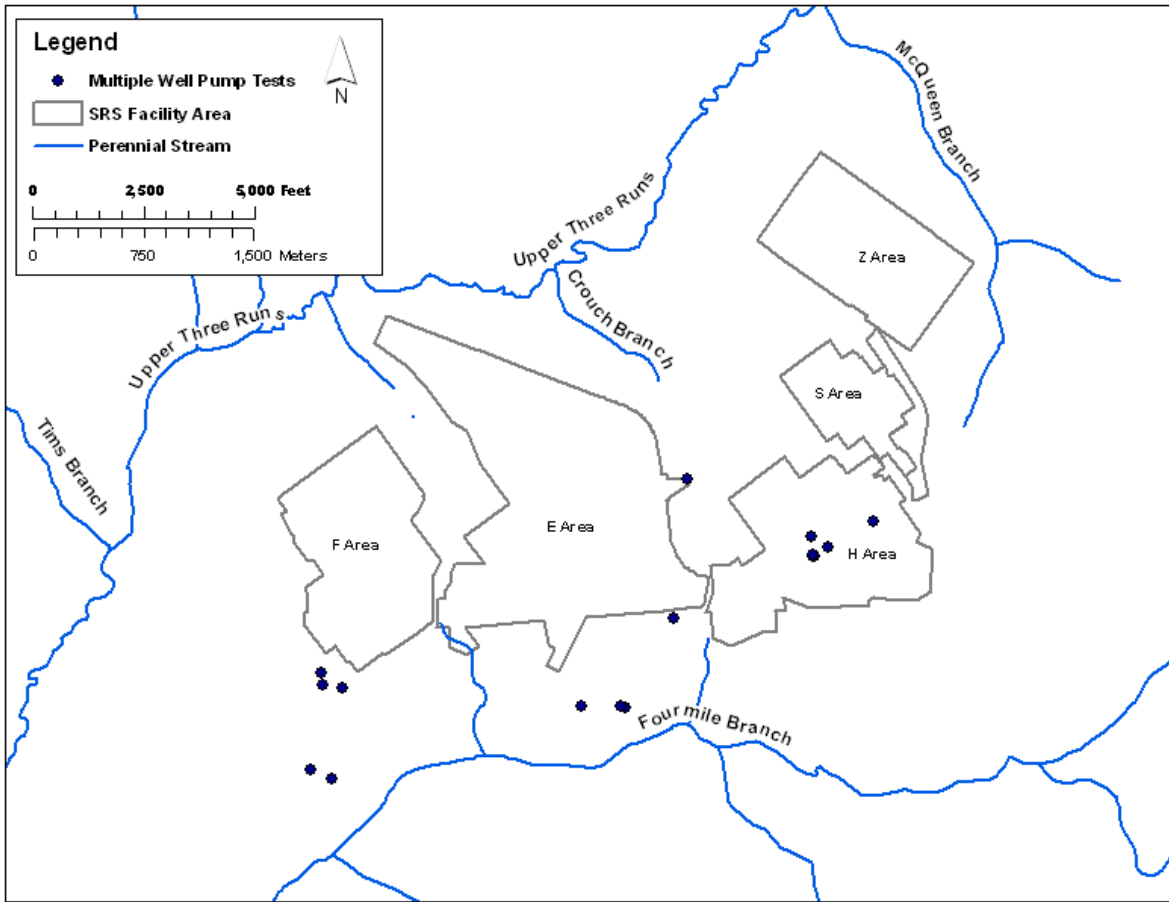 Legend
Multiple Well Pump Tests
SRS Facility Area
Perennial Stream
N
0 2,500 5,000 Feet
0 750 1,500 Meters
McQueen Branch
Upper Three Runs
Z Area
Crouch Branch
Upper Three Runs
S Area
Tims Branch
E Area
F Area
H Area
Fourmile Branch